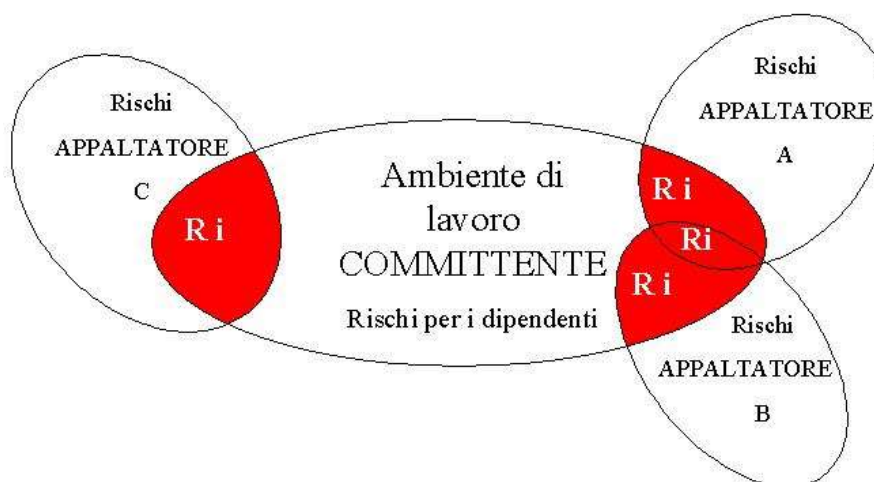 Rischi
APPALTATORE
C
R i
Ambiente di
lavoro
COMMITTENTE
Rischi per i dipendenti
Rischi
APPALTATORE
A
R i
Ri
R i
Rischi
APPALTATORE
B